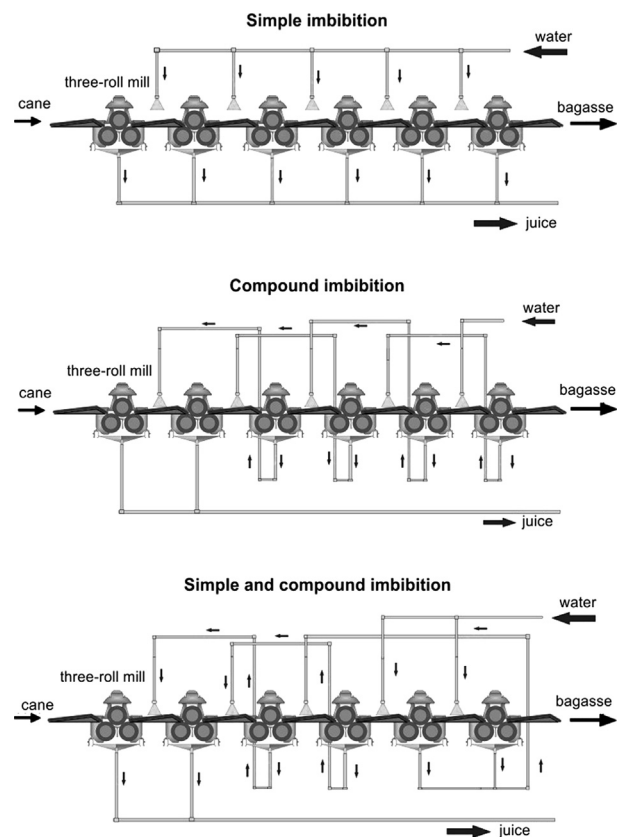 Simple imbibition
water
three-roll mill
cane
bagasse
juice
Compound imbibition
water
three-roll mill
cane
bagasse
juice
Simple and compound imbibition
water
three-roll mill
cane
bagasse
juice